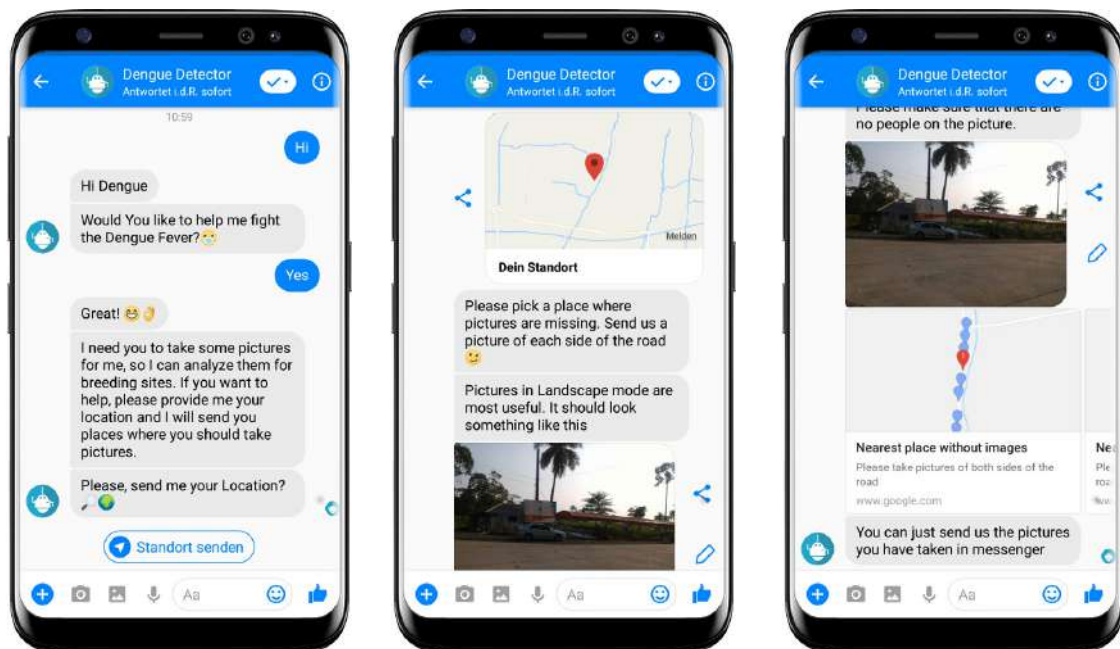 Dengue Detector
Antwortet i.d.R. sofort
10:59
Hi
Hi Dengue
Would You like to help me fight
the Dengue Fever?
Yes
Great!
I need you to take some pictures
for me, so I can analyze them for
breeding sites. If you want to
help, please provide me your
location and I will send you
places where you should take
pictures.
Please, send me your Location?
Standort senden
Aa
Dengue Detector
Antwortet i.d.R. sofort
Melden
Dein Standort
Please pick a place where
pictures are missing. Send us a
picture of each side of the road
Pictures in Landscape mode are
most useful. It should look
something like this
Aa
Dengue Detector
Antwortet i.d.R. sofort
Please make sure that there are
no people on the picture.
Nearest place without images
Please take pictures of both sides of the
road
www.google.com
Nea
Ple
roa
You can just send us the pictures
you have taken in messenger
Aa